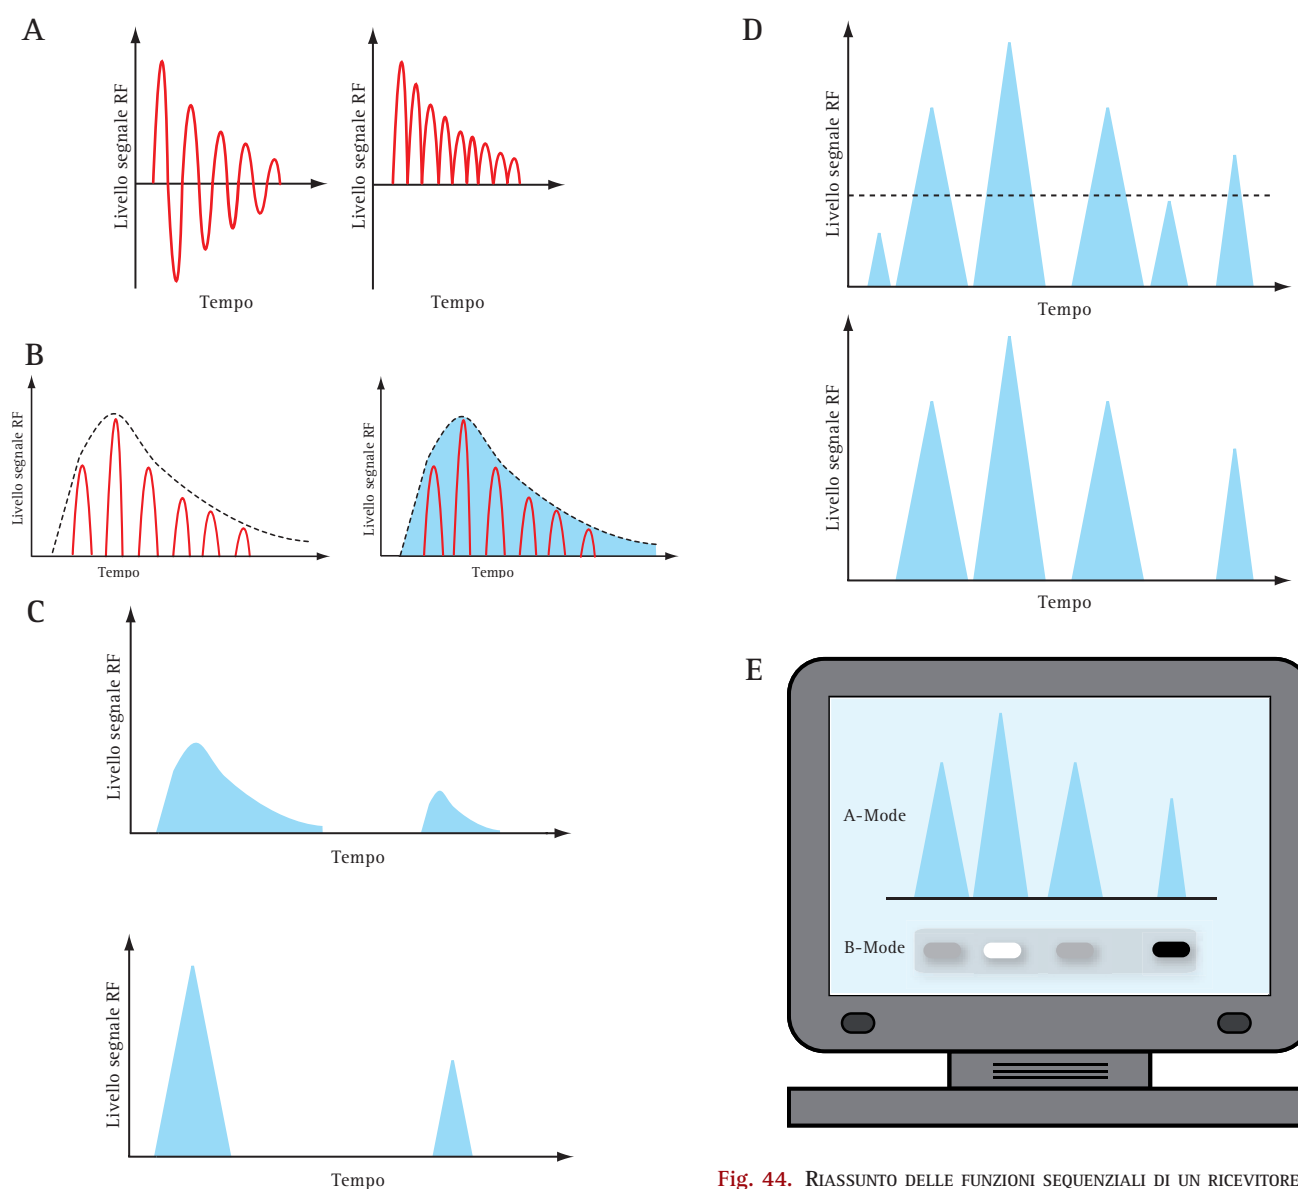 A
Livello segnale RF
Tempo
Livello segnale RF
Tempo
B
Livello segnale RF
Tempo
Livello segnale RF
Tempo
C
Livello segnale RF
Tempo
Livello segnale RF
Tempo
D
Livello segnale RF
Tempo
Livello segnale RF
Tempo
E
A-Mode
B-Mode
Fig. 44. Riassunto delle funzioni sequenziali di un ricevitore